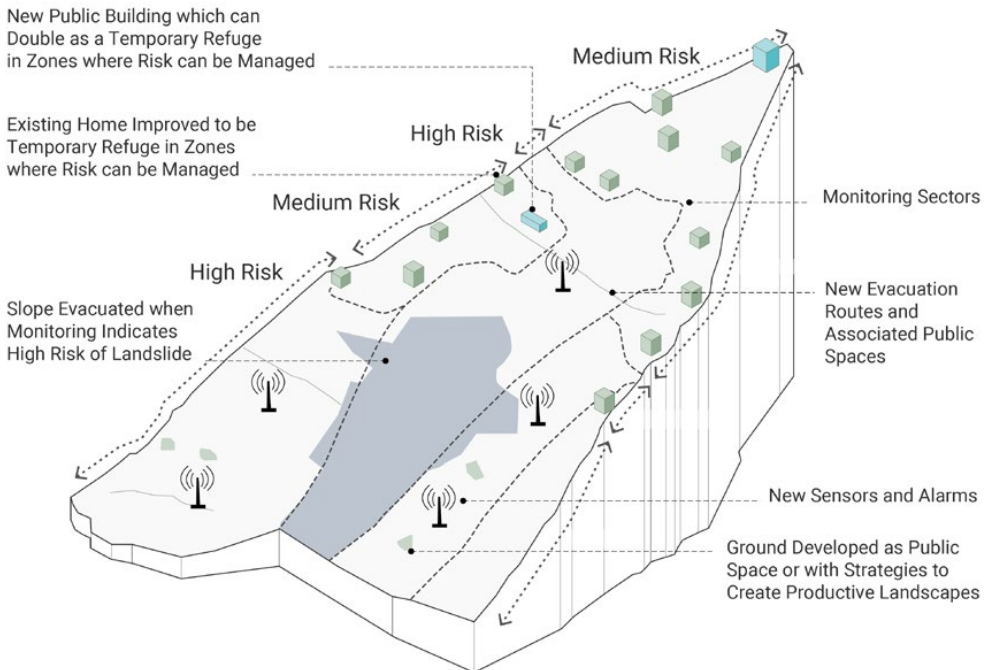 New Public Building which can
Double as a Temporary Refuge
in Zones where Risk can be Managed
Medium Risk
Existing Home Improved to be
Temporary Refuge in Zones
where Risk can be Managed
High Risk
Medium Risk
Monitoring Sectors
High Risk
Slope Evacuated when
Monitoring Indicates
High Risk of Landslide
New Evacuation
Routes and
Associated Public
Spaces
New Sensors and Alarms
Ground Developed as Public
Space or with Strategies to
Create Productive Landscapes